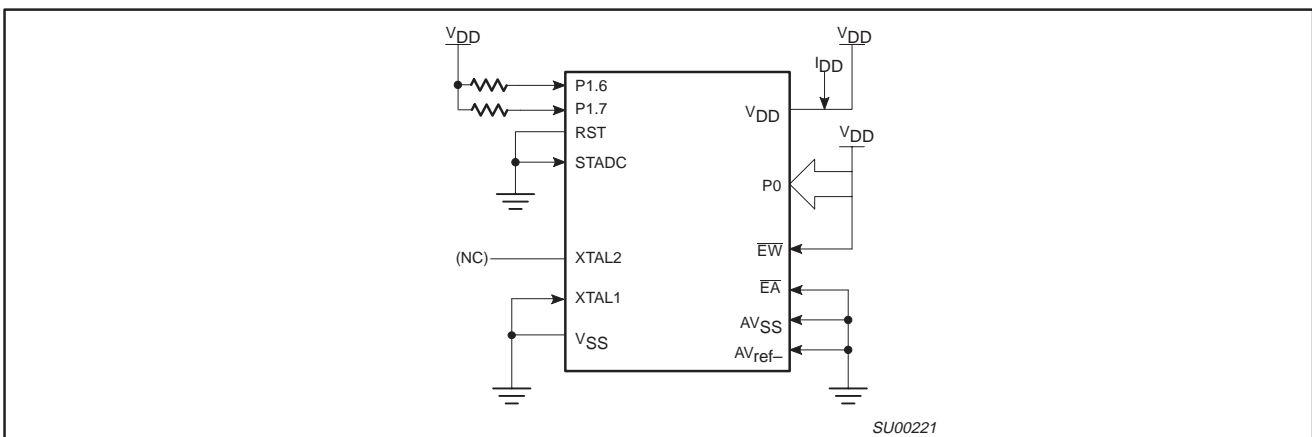 VDD
P1.6
P1.7
RST
STADC
(NC)
XTAL2
XTAL1
VSS
VDD
IDD
VDD
VDD
P0
EW
EA
AVSS
AVref–
SU00221